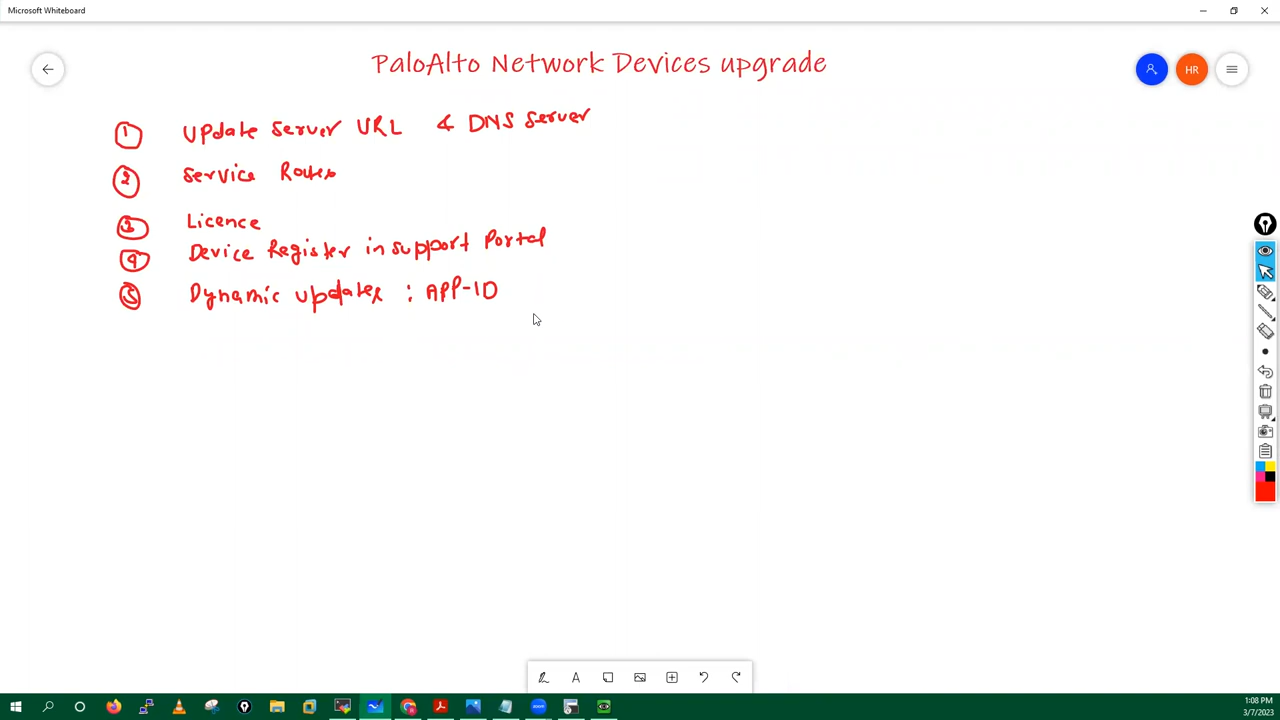 Microsoft Whiteboard
PaloAlto Network Devices upgrade
HR
1 Update Server URL & DNS Server
2 Service Routes
3 Licence
4 Device Register in support Portal
5 Dynamic updates : APP-ID
A
1:08 PM
3/7/2023